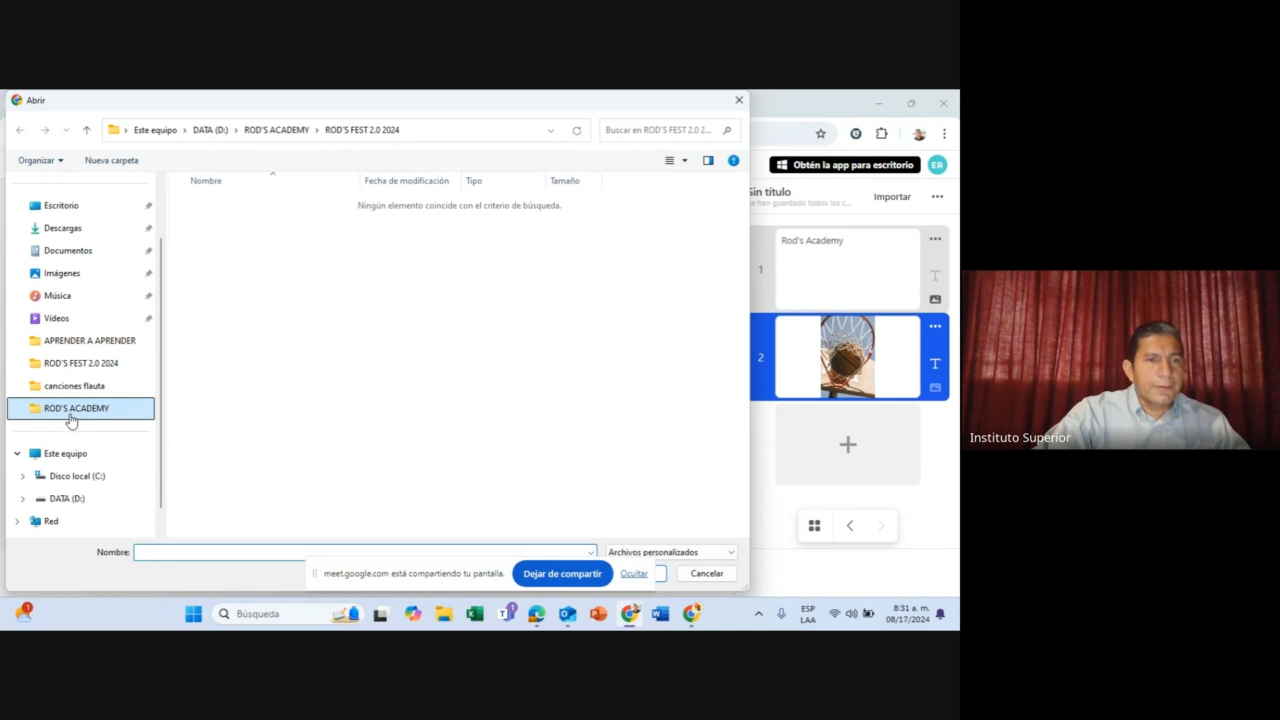 Abrir
Este equipo > DATA (D:) > ROD'S ACADEMY > ROD'S FEST 2.0 2024
Buscar en ROD'S FEST 2.0 2...
Organizar
Nueva carpeta
Nombre
Fecha de modificación
Tipo
Tamaño
Ningún elemento coincide con el criterio de búsqueda.
Escritorio
Descargas
Documentos
Imágenes
Música
Vídeos
APRENDER A APRENDER
ROD'S FEST 2.0 2024
canciones flauta
ROD'S ACADEMY
Este equipo
Disco local (C:)
DATA (D:)
Red
Nombre:
Archivos personalizados
meet.google.com está compartiendo tu pantalla.
Dejar de compartir
Ocultar
Cancelar
Obtén la app para escritorio
ER
Sin título
Se han guardado todos los c...
Importar
1
Rod's Academy
T
2
T
Búsqueda
ESP
LAA
8:31 a. m.
08/17/2024
Instituto Superior